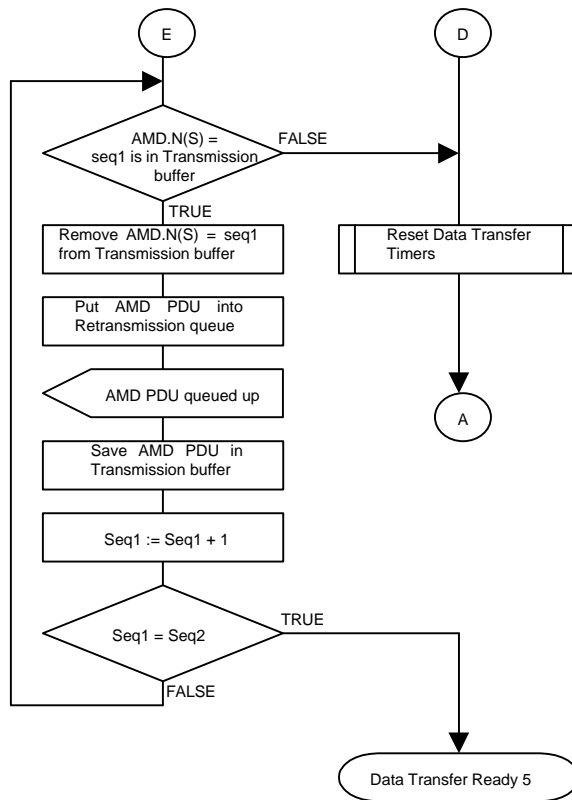 E
D
AMD.N(S) =
seq1 is in Transmission
buffer
FALSE
TRUE
Remove AMD.N(S) = seq1
from Transmission buffer
Reset Data Transfer
Timers
Put AMD PDU into
Retransmission queue
AMD PDU queued up
A
Save AMD PDU in
Transmission buffer
Seq1 := Seq1 + 1
Seq1 = Seq2
TRUE
FALSE
Data Transfer Ready 5